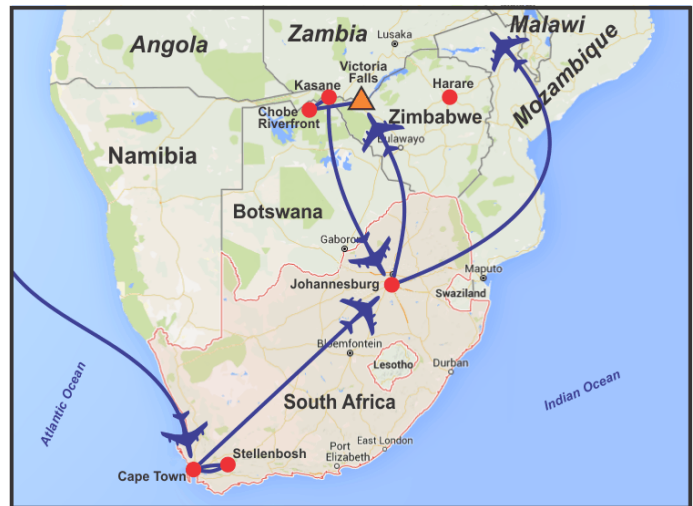 Malawi
Zambia
Lusaka
Angola
Mozambique
Victoria
Falls
Kasane
Harare
Chobe
Riverfront
Zimbabwe
Bulawayo
Namibia
Botswana
Gaboron
Johannesburg
Maputo
Swaziland
Bloemfontein
Lesotho
Durban
Atlantic Ocean
Indian Ocean
South Africa
East London
Port
Elizabeth
Stellenbosh
Cape Town